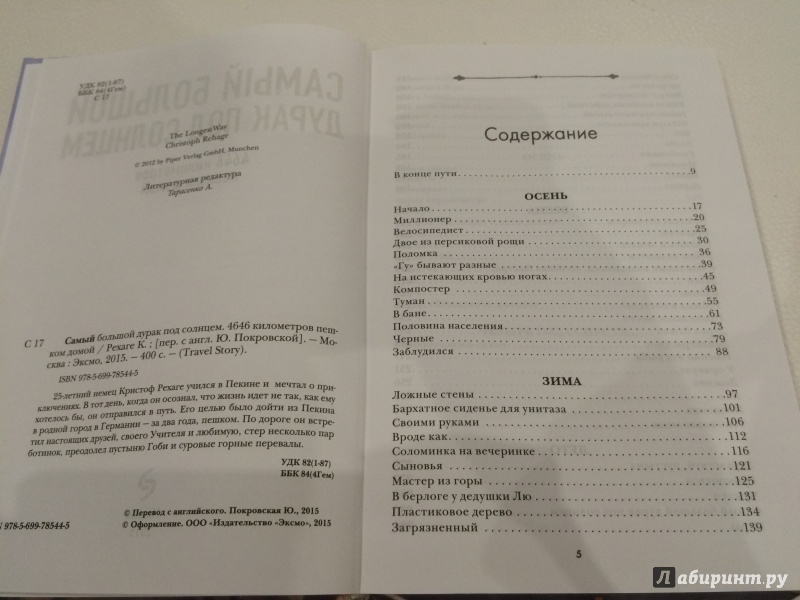 УДК 82(1-87)
ББК 84(4Гем)
С 17
The Longest Way
Christoph Rehage
© 2012 by Piper Verlag GmbH, Munchen
Литературная редактура
Тарасенко А.
С 17 Самый большой дурак под солнцем. 4646 километров пеш-
ком домой / Рехаге К. ; [пер. с англ. Ю. Покровской]. — Мо-
сква : Эксмо, 2015. — 400 с. — (Travel Story).
ISBN 978-5-699-78544-5
25-летний немец Кристоф Рехаге учился в Пекине и мечтал о при-
ключениях. В тот день, когда он осознал, что жизнь идет не так, как ему
хотелось бы, он отправился в путь. Его целью было дойти из Пекина
в родной город в Германии — за два года, пешком. По дороге он встре-
тил настоящих друзей, своего Учителя и любимую, стер несколько пар
ботинок, преодолел пустыню Гоби и суровые горные перевалы.
УДК 82(1-87)
ББК 84(4Гем)
© Перевод с английского. Покровская Ю., 2015
N 978-5-699-78544-5 © Оформление. ООО «Издательство «Эксмо», 2015
Содержание
В конце пути 9
ОСЕНЬ
Начало 17
Миллионер 20
Велосипедист 25
Двое из персиковой рощи 30
Поломка 36
«Гу» бывают разные 39
На истекающих кровью ногах 45
Компостер 49
Туман 55
В бане 61
Половина населения 73
Черные 79
Заблудился 88
ЗИМА
Ложные стены 97
Бархатное сиденье для унитаза 101
Своими руками 106
Вроде как 112
Соломинка на вечеринке 116
Сыновья 121
Мастер из горы 125
В берлоге у дедушки Лю 131
Пластиковое дерево 134
Загрязненный 139
5
Лабиринт.ру